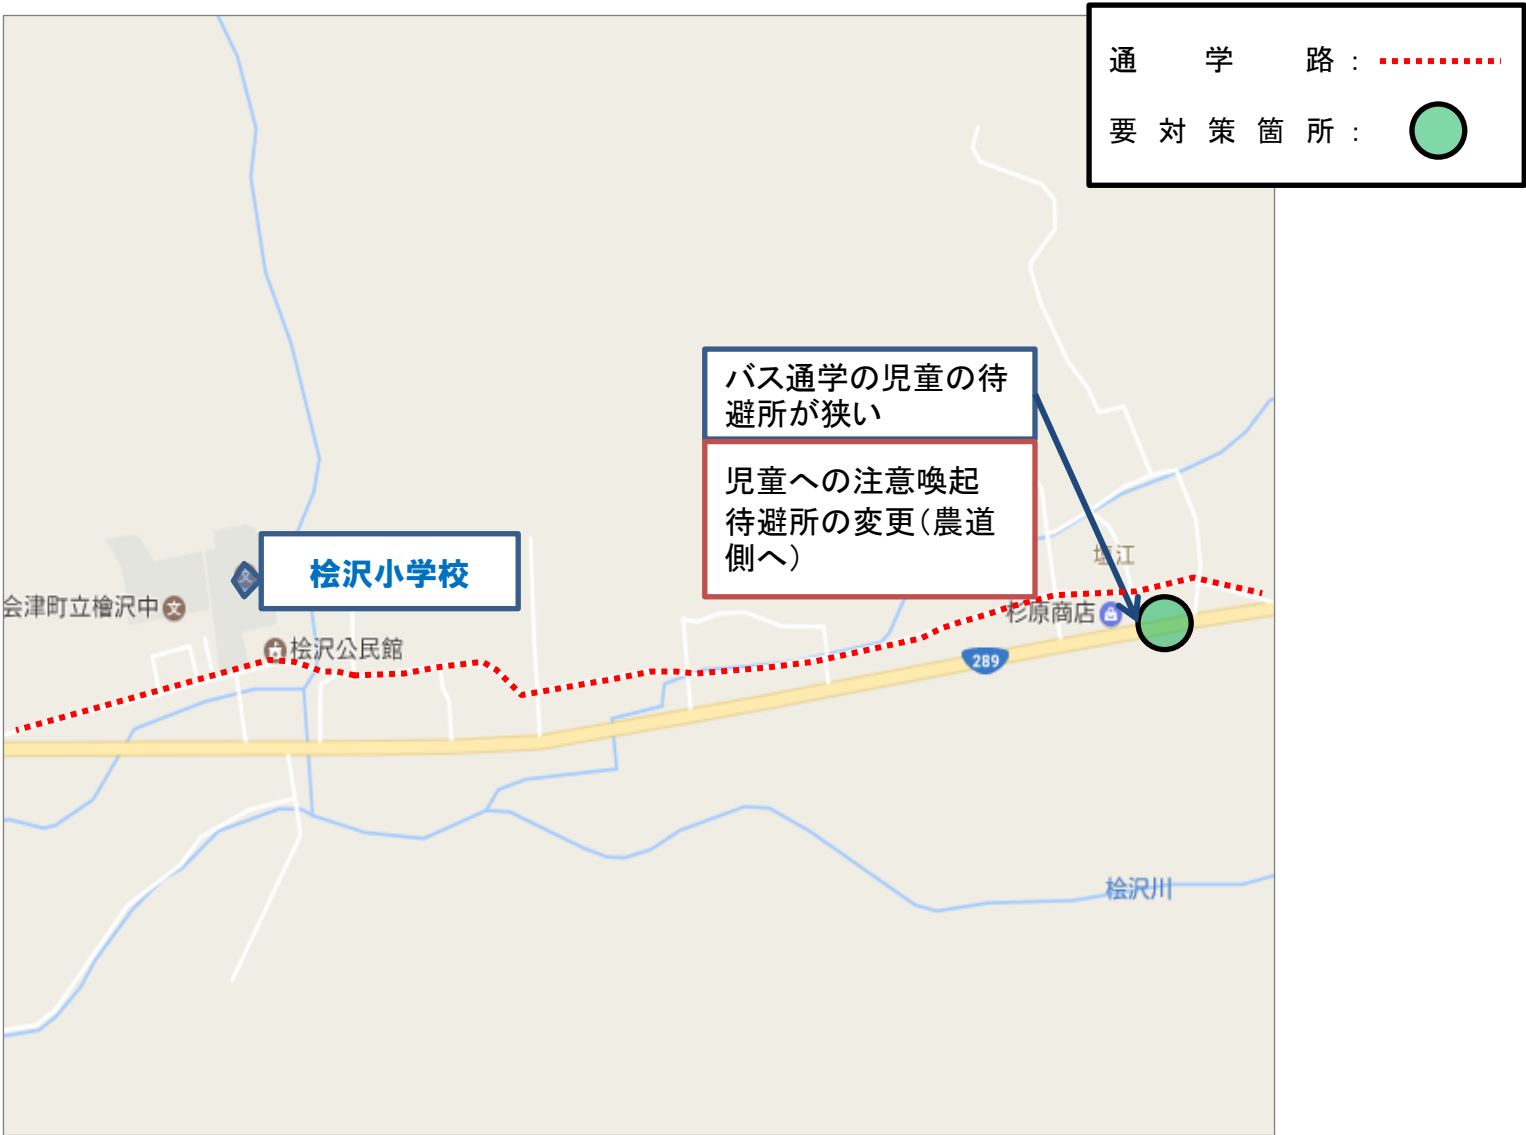 通学路：
要対策箇所：
バス通学の児童の待
避所が狭い
児童への注意喚起
待避所の変更（農道
側へ）
塩江
桧沢小学校
会津町立檜沢中
杉原商店
桧沢公民館
289
桧沢川